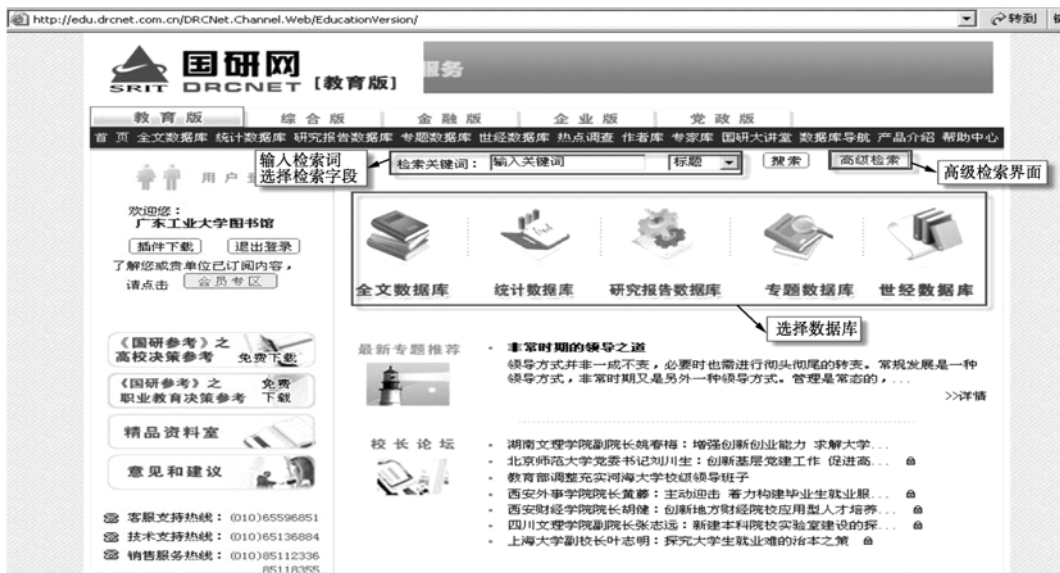 http://edu.drcnet.com.cn/DRCNet.Channel.Web/EducationVersion/
转到
国研网
SRIT DRCNET [教育版]
服务
教育版 综合版 金融版 企业版 党政版
首页 全文数据库 统计数据库 研究报告数据库 专题数据库 世经数据库 热点调查 作者库 专家库 国研大讲堂 数据库导航 产品介绍 帮助中心
输入检索词
选择检索字段
检索关键词： 输入关键词 标题 搜索 高级检索
高级检索界面
用户登
欢迎您：
广东工业大学图书馆
插件下载 退出登录
了解您或贵单位已订阅内容，
请点击 会员专区
全文数据库 统计数据库 研究报告数据库 专题数据库 世经数据库
选择数据库
《国研参考》之
高校决策参考 免费下载
《国研参考》之 免费
职业教育决策参考 下载
精品资料室
意见和建议
客服支持热线：(010)65596851
技术支持热线：(010)65136884
销售服务热线：(010)85112336
85118355
最新专题推荐
非常时期的领导之道
领导方式并非一成不变，必要时也需进行彻头彻尾的转变。常规发展是一种
领导方式，非常时期又是另外一种领导方式。管理是常态的，...
>>详情
校长论坛
湖南文理学院副院长姚春梅：增强创新创业能力 求解大学...
北京师范大学党委书记刘川生：创新基层党建工作 促进高...
教育部调整充实河海大学校级领导班子
西安外事学院院长黄藤：主动迎击 着力构建毕业生就业服...
西安财经学院院长胡健：创新地方财经院校应用型人才培养...
四川文理学院副院长张志远：新建本科院校实验室建设的探...
上海大学副校长叶志明：探究大学生就业难的治本之策